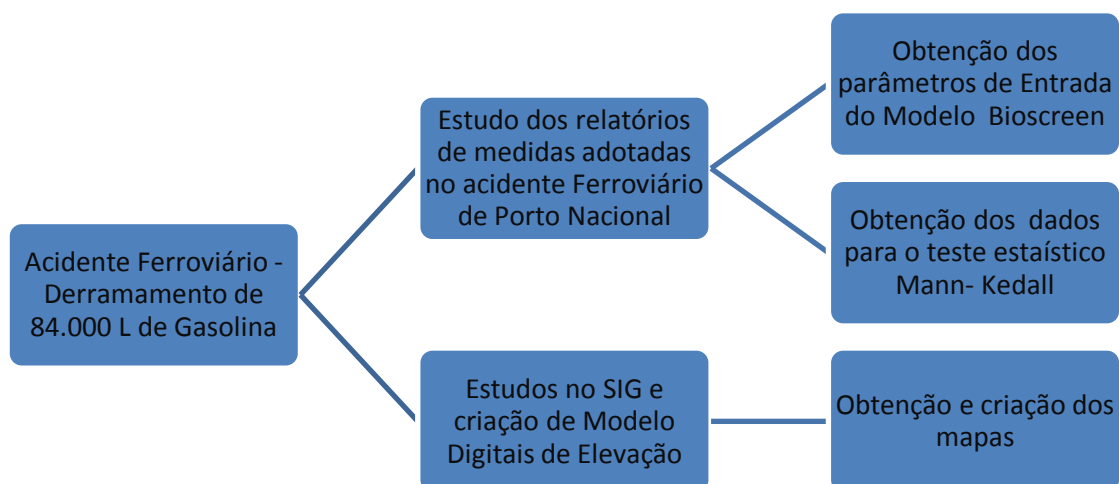 Acidente Ferroviário -
Derramamento de
84.000 L de Gasolina
Estudo dos relatórios
de medidas adotadas
no acidente Ferroviário
de Porto Nacional
Obtenção dos
parâmetros de Entrada
do Modelo Bioscreen
Obtenção dos dados
para o teste estaístico
Mann- Kedall
Estudos no SIG e
criação de Modelo
Digitais de Elevação
Obtenção e criação dos
mapas